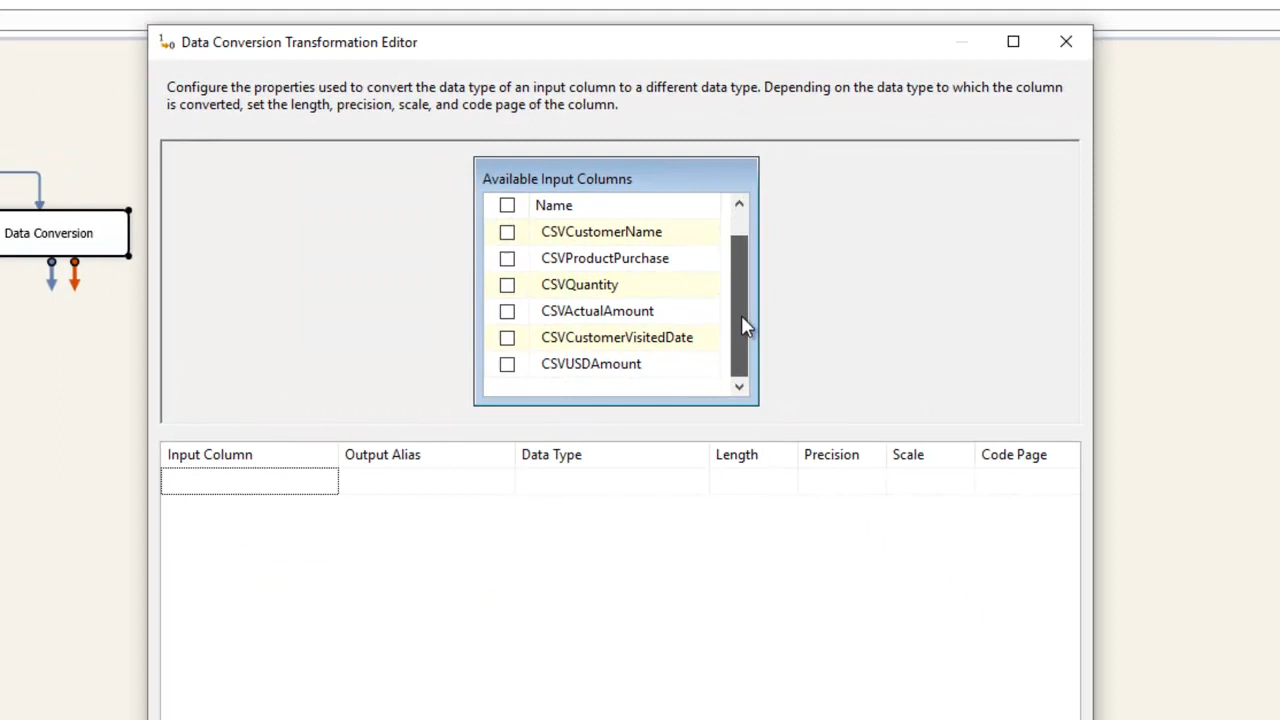 Data Conversion Transformation Editor
Configure the properties used to convert the data type of an input column to a different data type. Depending on the data type to which the column
is converted, set the length, precision, scale, and code page of the column.
Data Conversion
Available Input Columns
Name
CSVCustomerName
CSVProductPurchase
CSVQuantity
CSVActualAmount
CSVCustomerVisitedDate
CSVUSDAmount
Input Column Output Alias Data Type Length Precision Scale Code Page